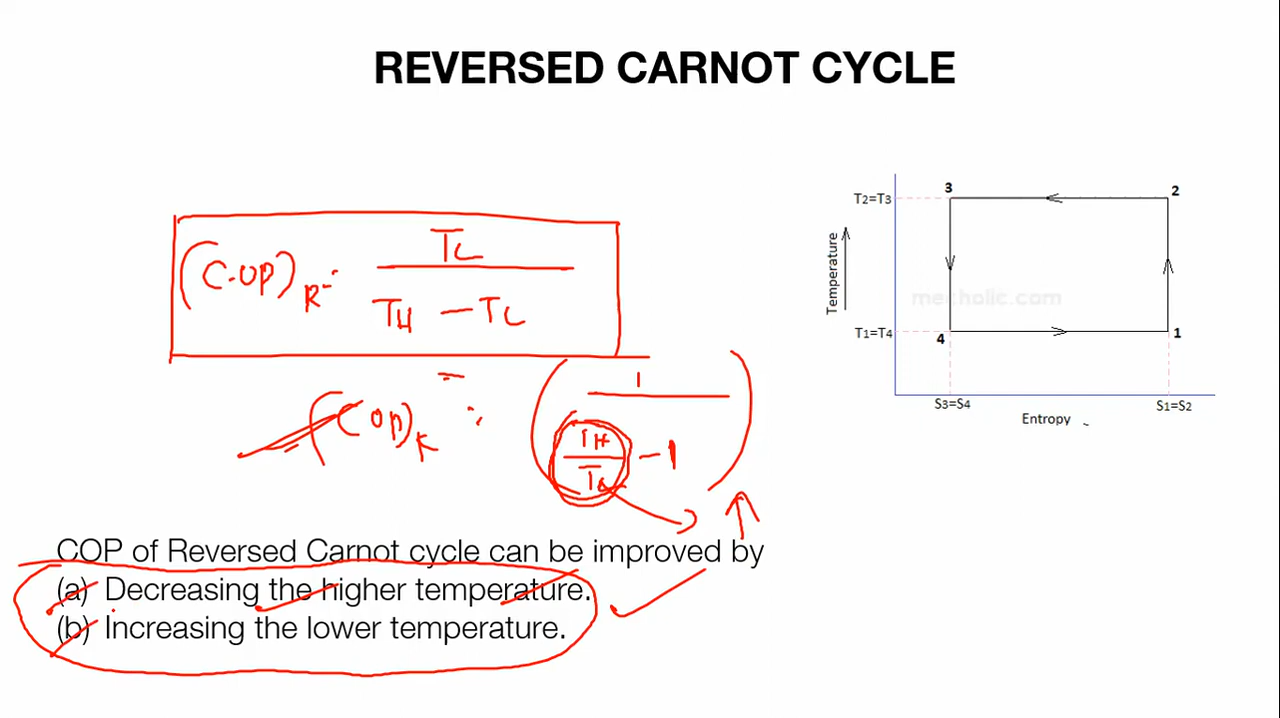 REVERSED CARNOT CYCLE
(C.OP)R = TL
TH - TL
= 1
(COP)R = TH
TL - 1
3
2
T2=T3
Temperature
mecholic.com
T1=T4
4
1
S3=S4
S1=S2
Entropy
COP of Reversed Carnot cycle can be improved by
(a) Decreasing the higher temperature.
(b) Increasing the lower temperature.